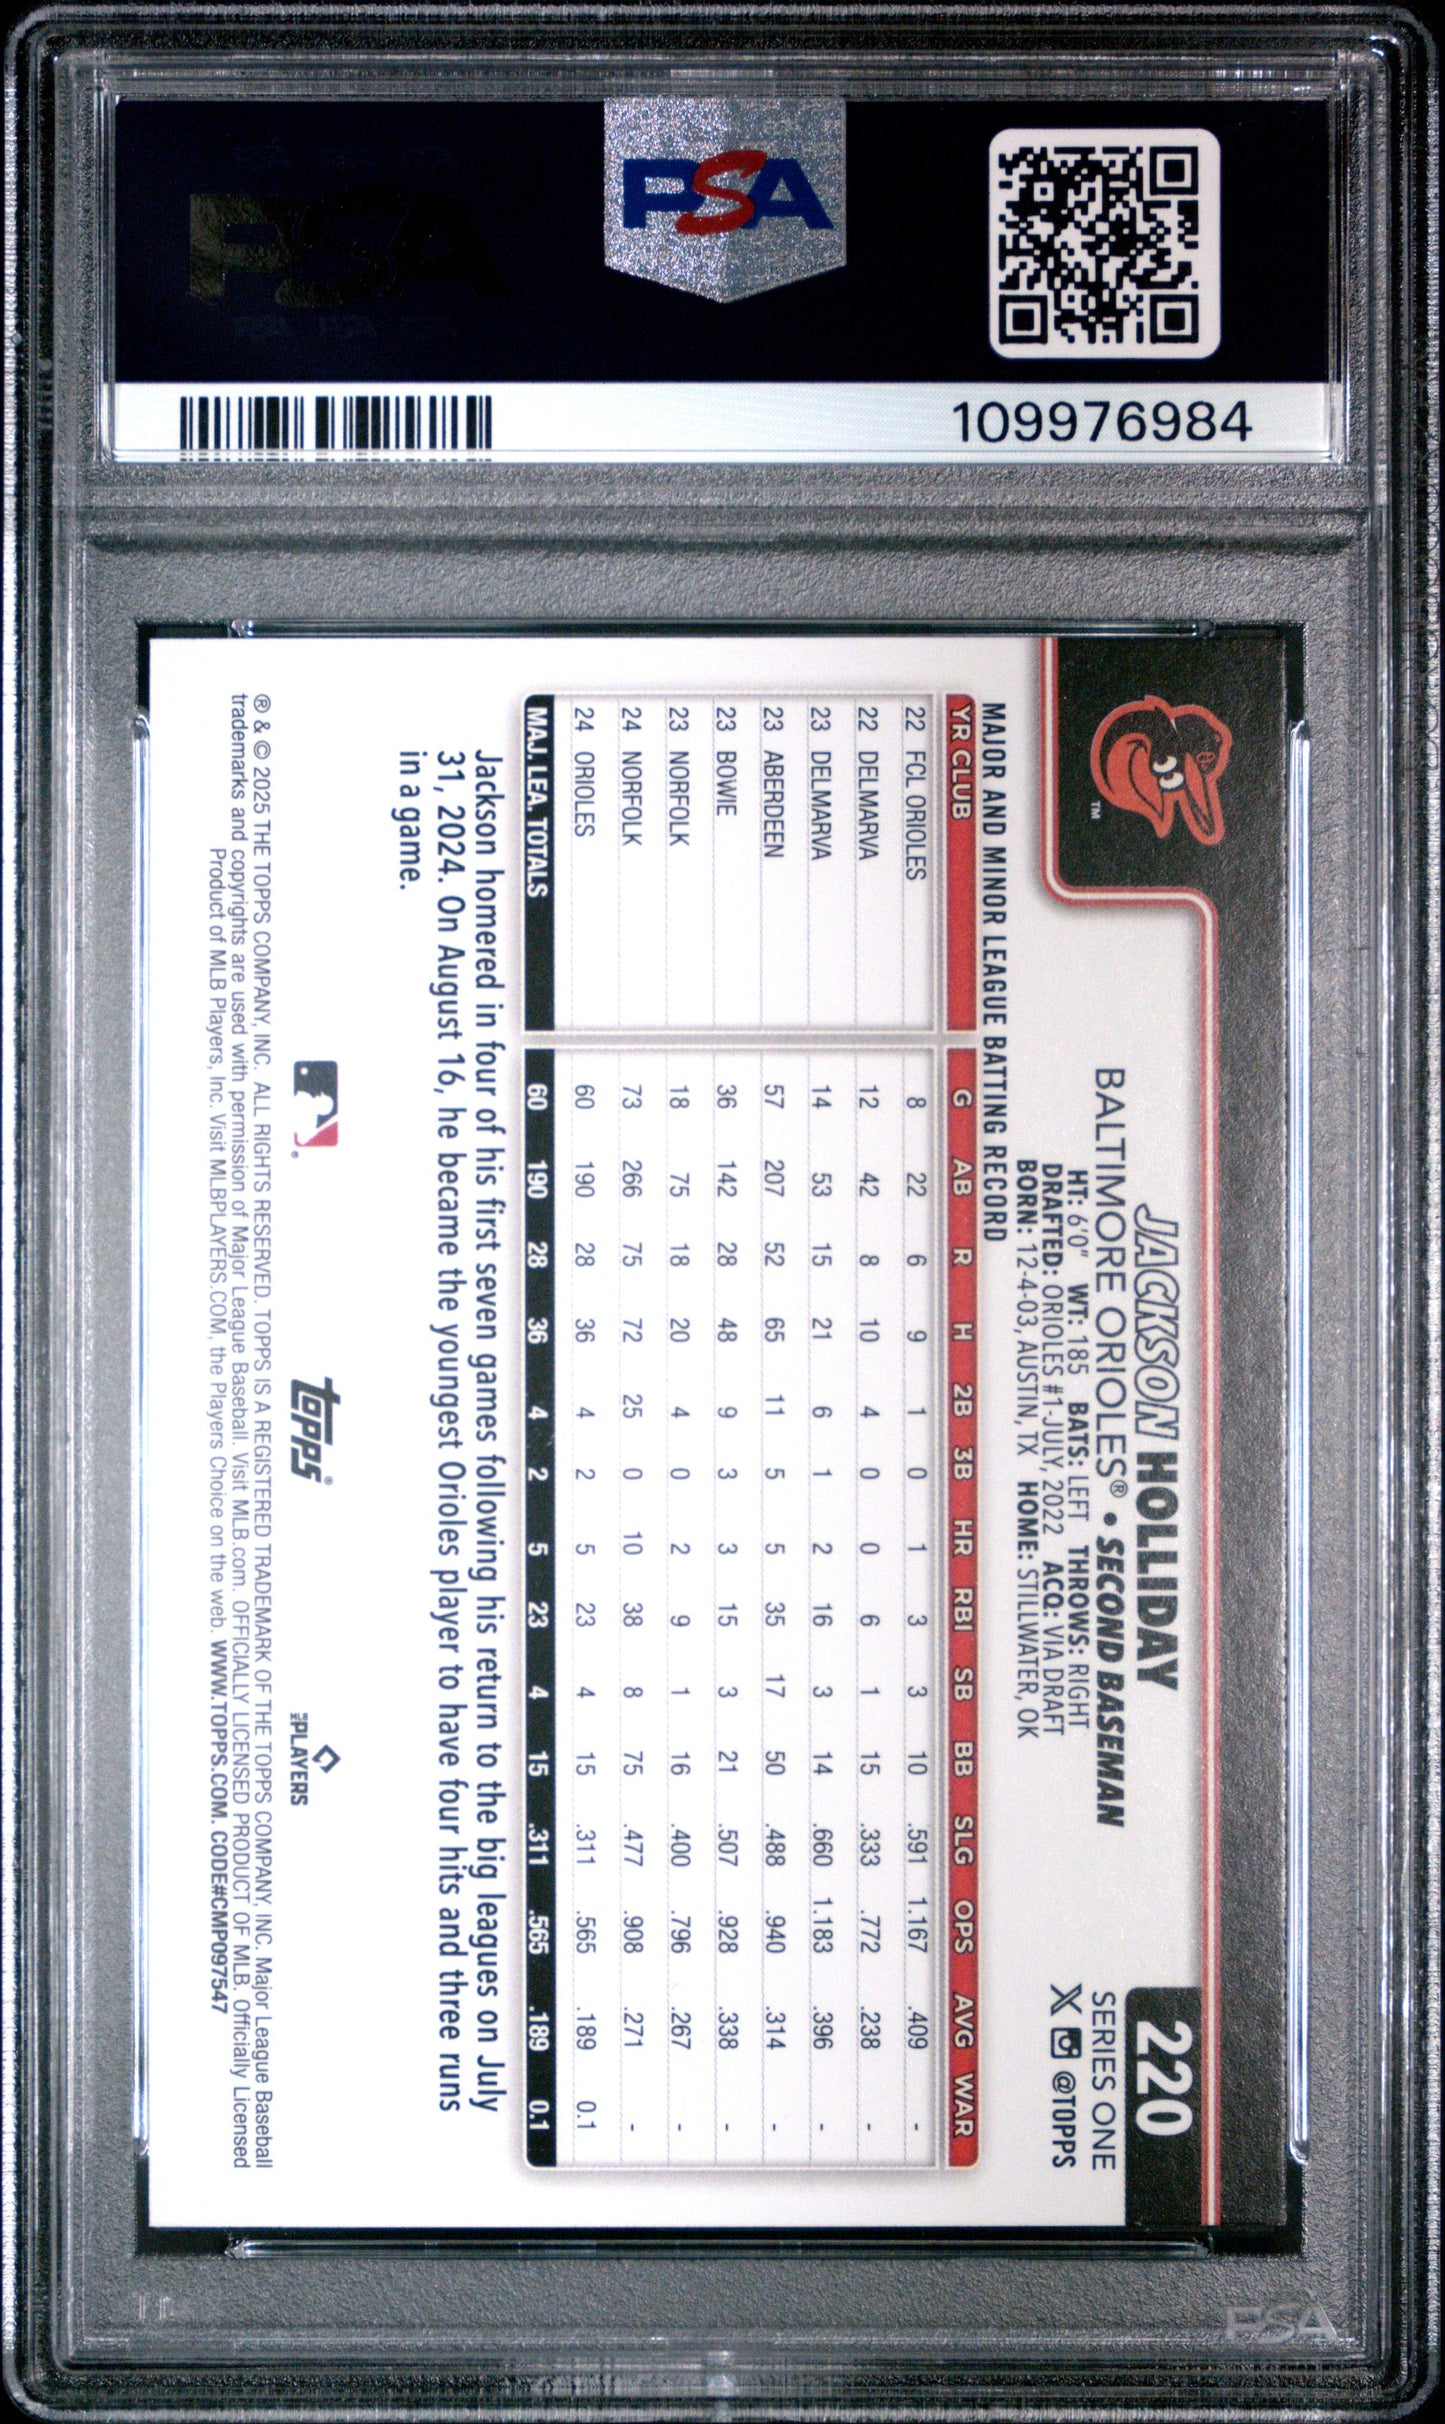 PSA
PSA
109976984
TM
JACKSON HOLLIDAY
BALTIMORE ORIOLES® • SECOND BASEMAN
HT: 6'0" WT: 185 BATS: LEFT THROWS: RIGHT
DRAFTED: ORIOLES #1-JULY, 2022 ACQ: VIA DRAFT
BORN: 12-4-03, AUSTIN, TX HOME: STILLWATER, OK
220
SERIES ONE
X @TOPPS
MAJOR AND MINOR LEAGUE BATTING RECORD
YR CLUB G AB R H 2B 3B HR RBI SB BB SLG OPS AVG WAR
22 FCL ORIOLES 8 22 6 9 1 0 1 3 3 10 .591 1.167 .409 -
22 DELMARVA 12 42 8 10 4 0 0 6 1 15 .333 .772 .238 -
23 DELMARVA 14 53 15 21 6 1 2 16 3 14 .660 1.183 .396 -
23 ABERDEEN 57 207 52 65 11 5 5 35 17 50 .488 .940 .314 -
23 BOWIE 36 142 28 48 9 3 3 15 3 21 .507 .928 .338 -
23 NORFOLK 18 75 18 20 4 0 2 9 1 16 .400 .796 .267 -
24 NORFOLK 73 266 75 72 25 0 10 38 8 75 .477 .908 .271 -
24 ORIOLES 60 190 28 36 4 2 5 23 4 15 .311 .565 .189 0.1
MAJ. LEA. TOTALS 60 190 28 36 4 2 5 23 4 15 .311 .565 .189 0.1
Jackson homered in four of his first seven games following his return to the big leagues on July
31, 2024. On August 16, he became the youngest Orioles player to have four hits and three runs
in a game.
topps®
MLB PLAYERS
® & © 2025 THE TOPPS COMPANY, INC. ALL RIGHTS RESERVED. TOPPS IS A REGISTERED TRADEMARK OF THE TOPPS COMPANY, INC. Major League Baseball
trademarks and copyrights are used with permission of Major League Baseball. Visit MLB.com. OFFICIALLY LICENSED PRODUCT OF MLB. Officially Licensed
Product of MLB Players, Inc. Visit MLBPLAYERS.COM, the Players Choice on the web. WWW.TOPPS.COM. CODE#CMP097547
PSA